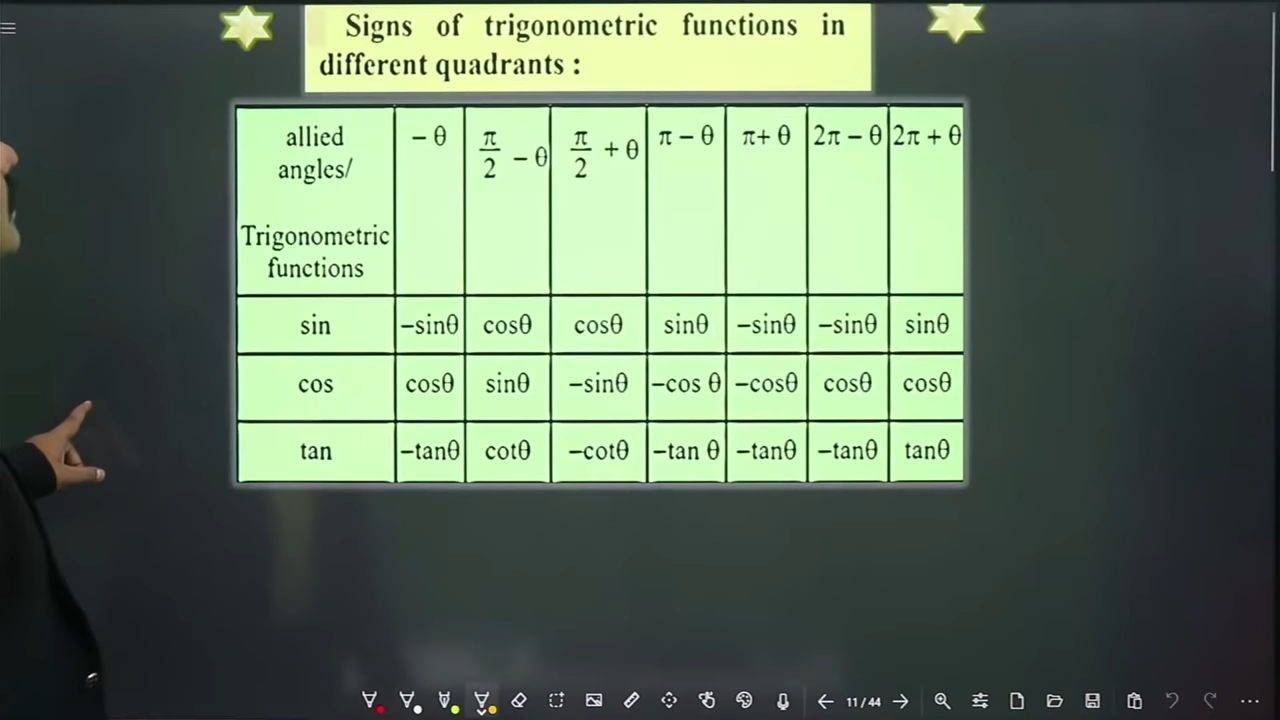 Signs of trigonometric functions in
different quadrants :
allied
angles/
Trigonometric
functions
− θ
π/2 − θ
π/2 + θ
π − θ
π+ θ
2π − θ
2π + θ
sin −sinθ cosθ cosθ sinθ −sinθ −sinθ sinθ
cos cosθ sinθ −sinθ −cos θ −cosθ cosθ cosθ
tan −tanθ cotθ −cotθ −tan θ −tanθ −tanθ tanθ
11/44